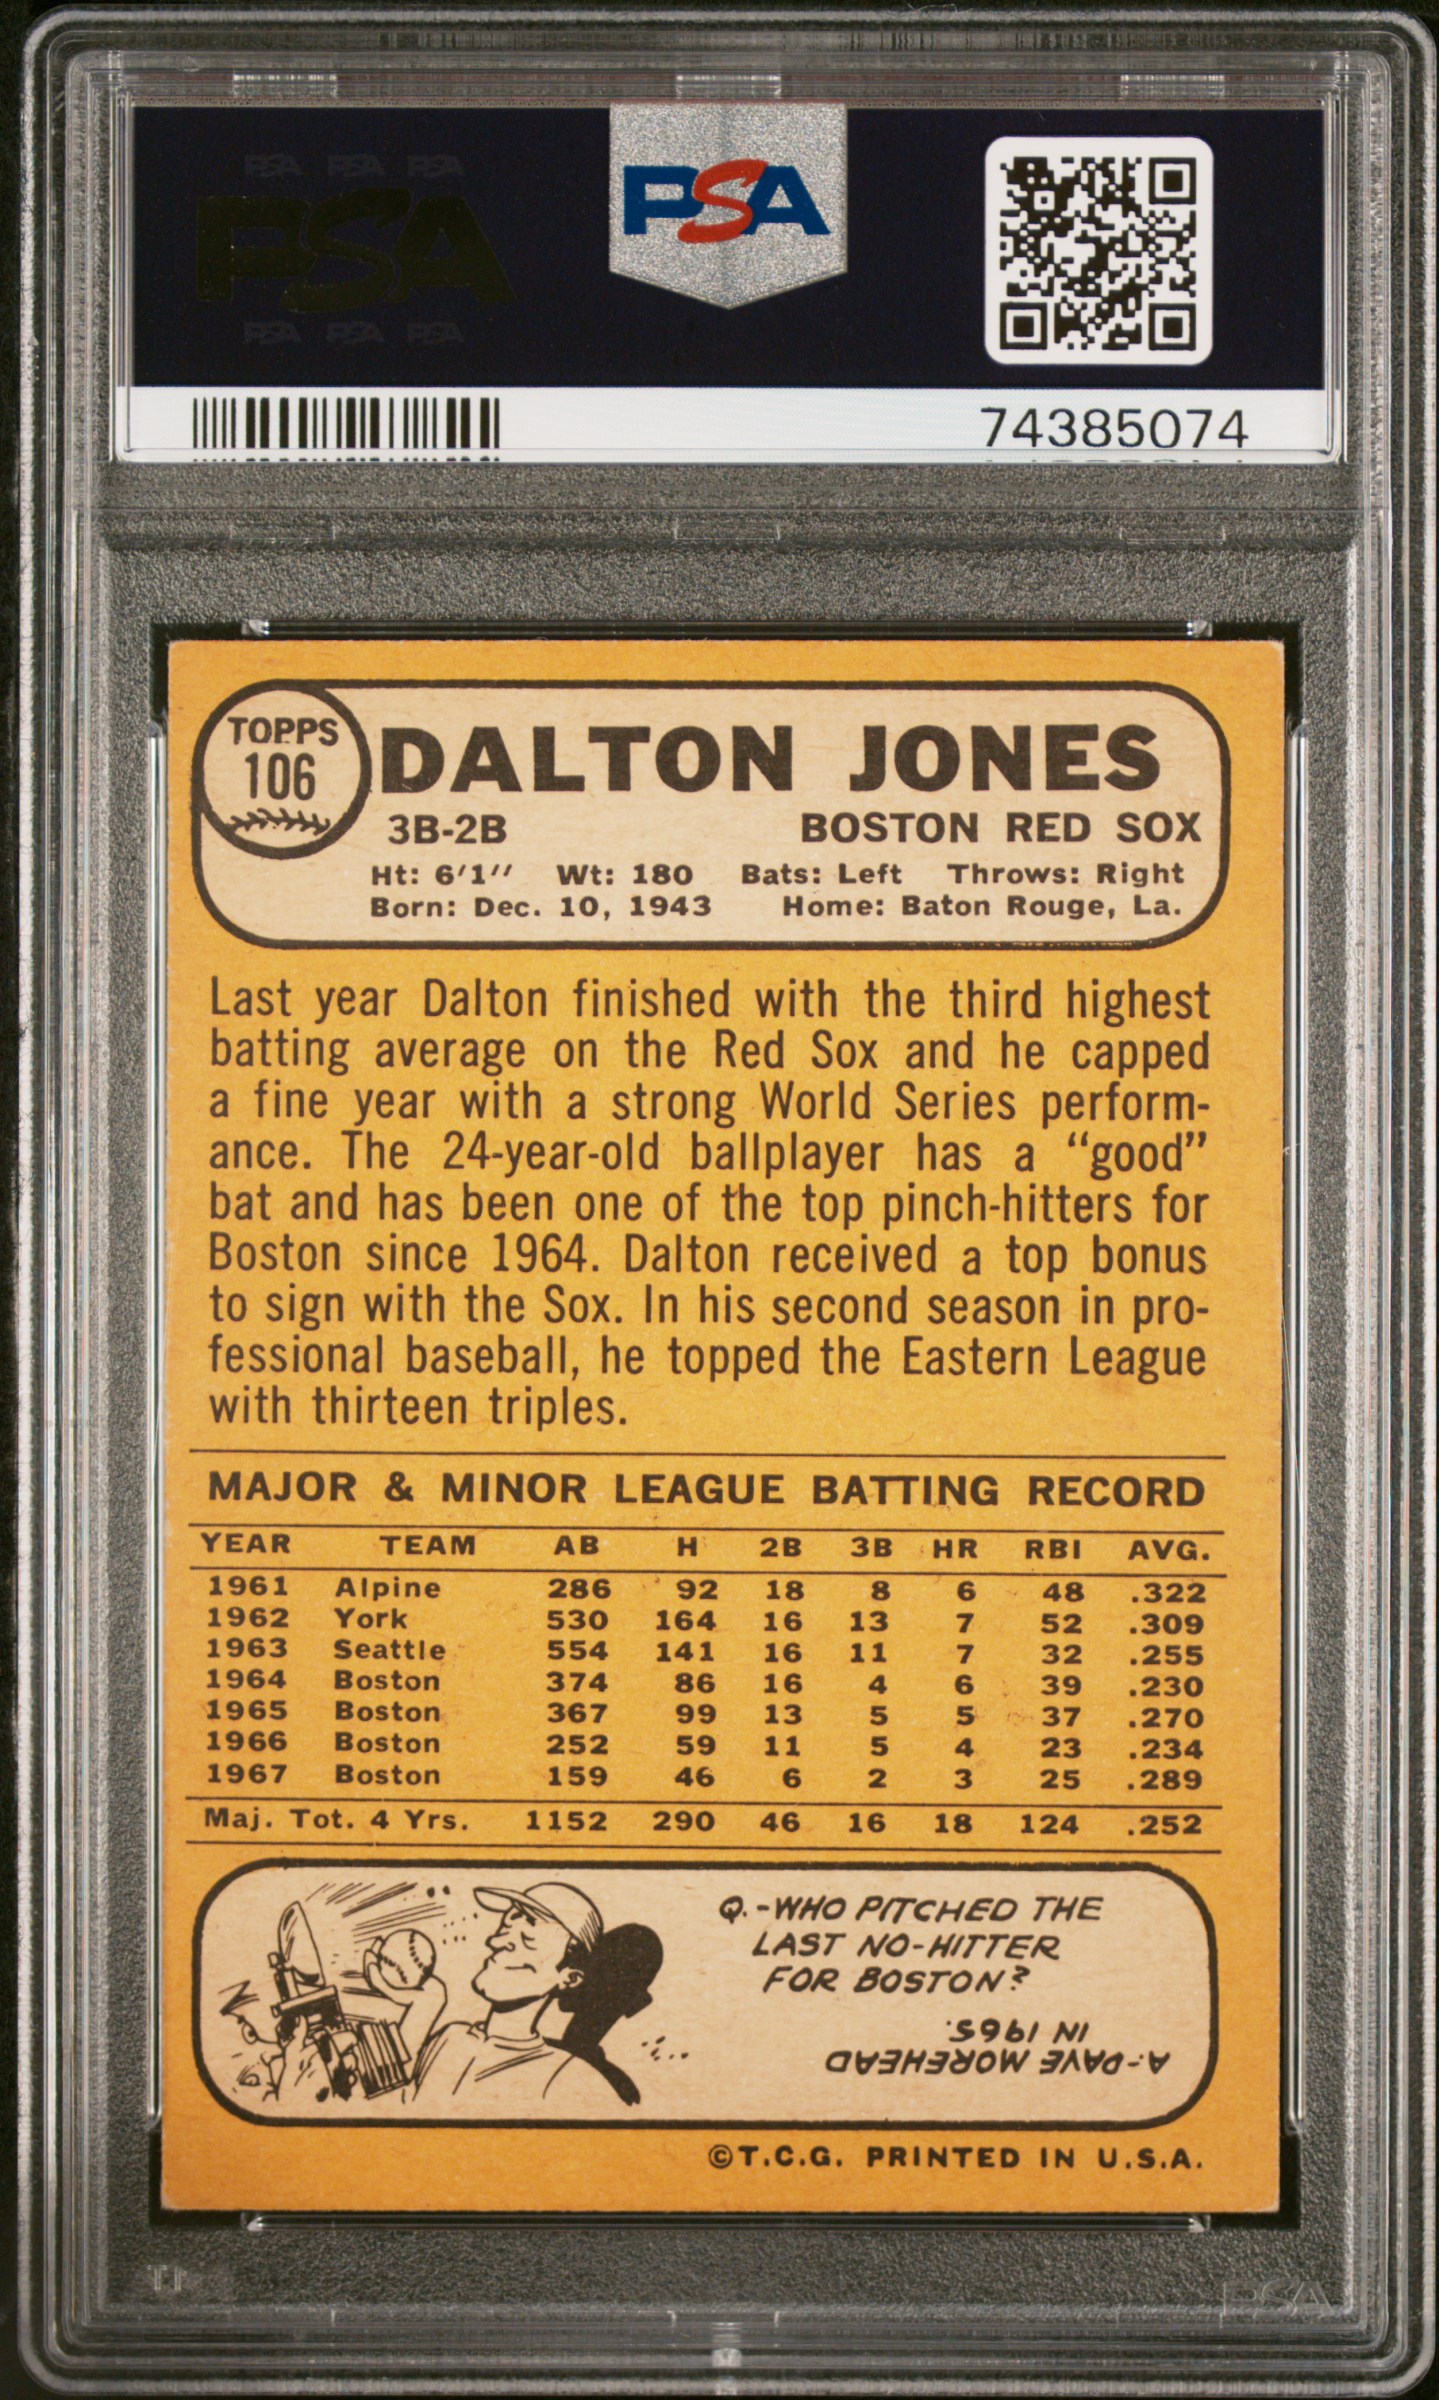 PSA PSA PSA
PSA
PSA PSA PSA
PSA
74385074
TOPPS
106
DALTON JONES
3B-2B BOSTON RED SOX
Ht: 6'1" Wt: 180 Bats: Left Throws: Right
Born: Dec. 10, 1943 Home: Baton Rouge, La.
Last year Dalton finished with the third highest
batting average on the Red Sox and he capped
a fine year with a strong World Series perform-
ance. The 24-year-old ballplayer has a “good”
bat and has been one of the top pinch-hitters for
Boston since 1964. Dalton received a top bonus
to sign with the Sox. In his second season in pro-
fessional baseball, he topped the Eastern League
with thirteen triples.
MAJOR & MINOR LEAGUE BATTING RECORD
YEAR TEAM AB H 2B 3B HR RBI AVG.
1961 Alpine 286 92 18 8 6 48 .322
1962 York 530 164 16 13 7 52 .309
1963 Seattle 554 141 16 11 7 32 .255
1964 Boston 374 86 16 4 6 39 .230
1965 Boston 367 99 13 5 5 37 .270
1966 Boston 252 59 11 5 4 23 .234
1967 Boston 159 46 6 2 3 25 .289
Maj. Tot. 4 Yrs. 1152 290 46 16 18 124 .252
Q.-WHO PITCHED THE
LAST NO-HITTER
FOR BOSTON?
A:-DAVE MOREHEAD
IN 1965.
©T.C.G. PRINTED IN U.S.A.
PSA